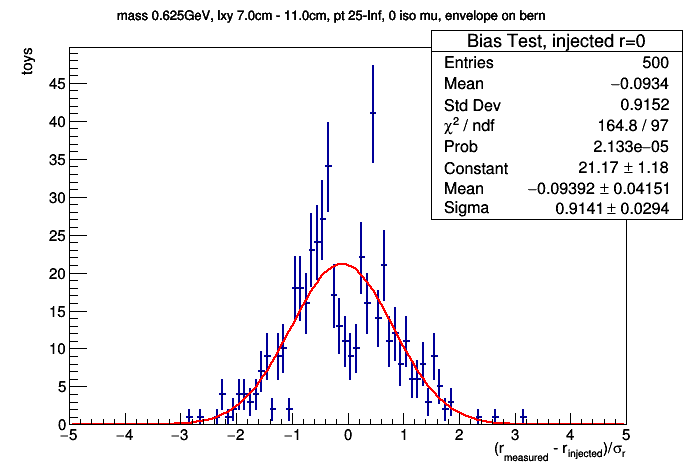 mass 0.625GeV, lxy 7.0cm - 11.0cm, pt 25-Inf, 0 iso mu, envelope on bern
Bias Test, injected r=0
Entries 500
Mean −0.0934
Std Dev 0.9152
χ² / ndf 164.8 / 97
Prob 2.133e−05
Constant 21.17 ± 1.18
Mean −0.09392 ± 0.04151
Sigma 0.9141 ± 0.0294
toys
45
40
35
30
25
20
15
10
5
0
−5 −4 −3 −2 −1 0 1 2 3 4 5
(r_measured - r_injected)/σ_r